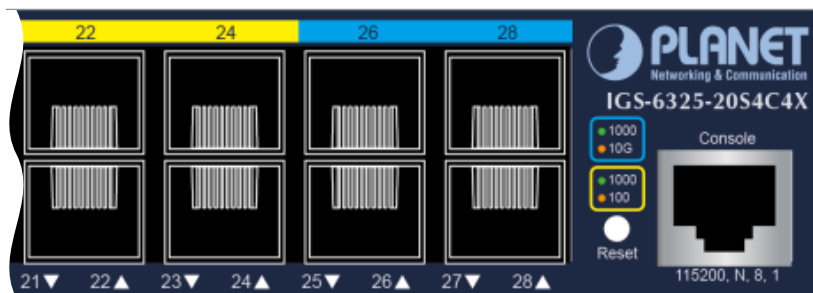 22 24 26 28
PLANET
Networking & Communication
IGS-6325-20S4C4X
1000
10G
Console
1000
100
Reset
21▼ 22▲ 23▼ 24▲ 25▼ 26▲ 27▼ 28▲
115200, N, 8, 1